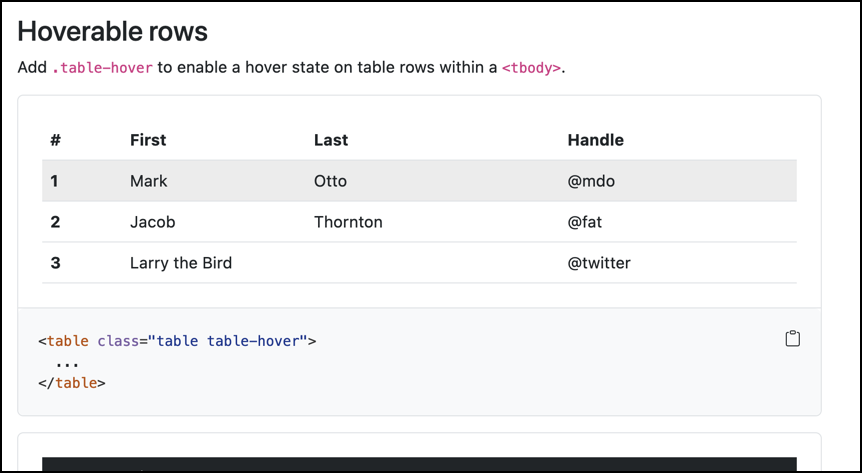 Hoverable rows
Add .table-hover to enable a hover state on table rows within a <tbody>.
# First Last Handle
1 Mark Otto @mdo
2 Jacob Thornton @fat
3 Larry the Bird @twitter
<table class="table table-hover">
...
</table>